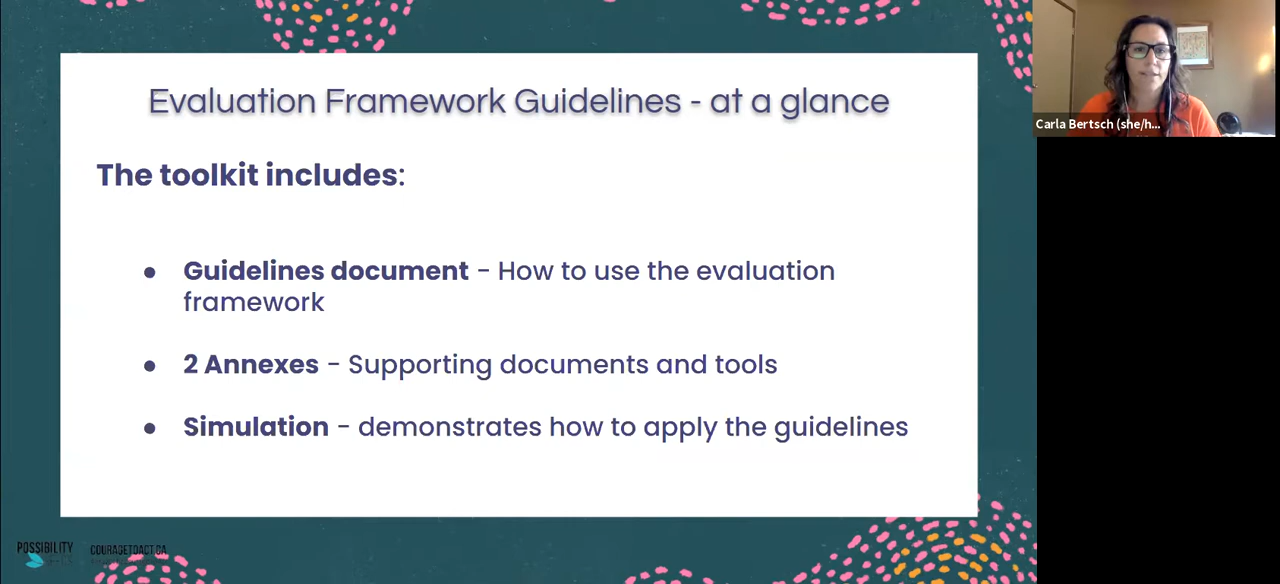 Evaluation Framework Guidelines - at a glance
The toolkit includes:
● Guidelines document - How to use the evaluation
framework
● 2 Annexes - Supporting documents and tools
● Simulation - demonstrates how to apply the guidelines
Carla Bertsch (she/h...
POSSIBILITY
COURAGETOACT.CA